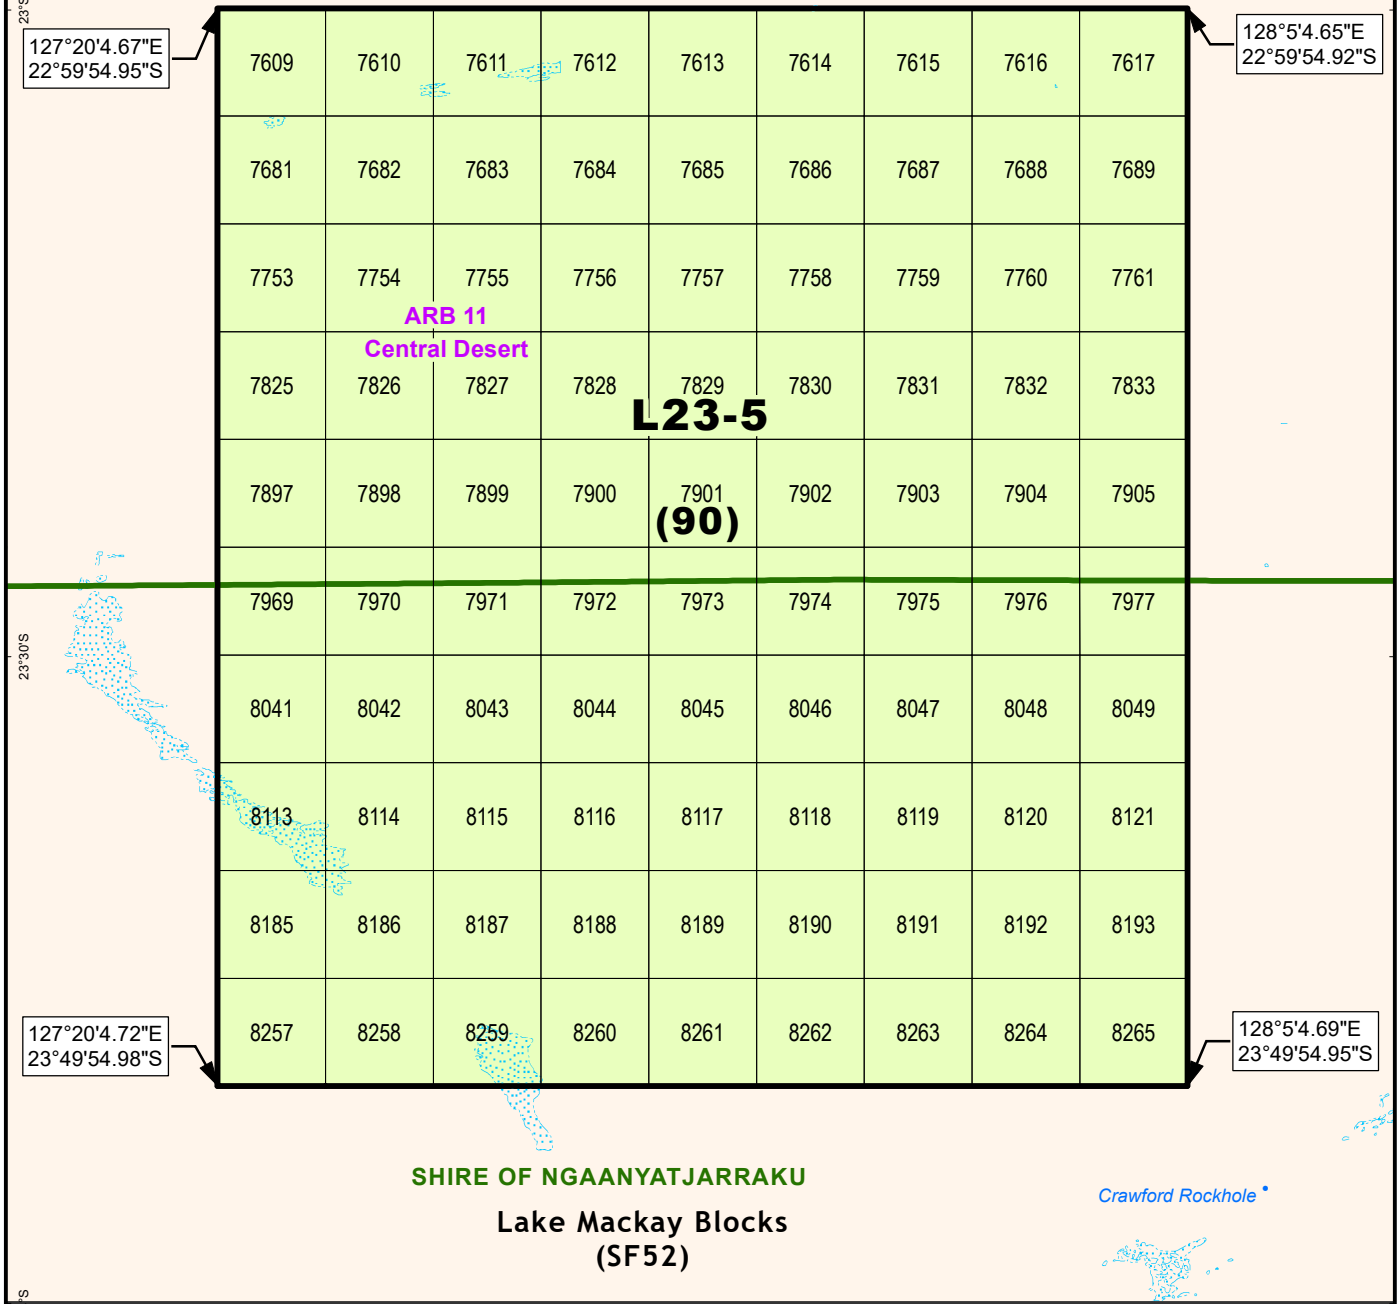 23°S
127°20'4.67"E
22°59'54.95"S
128°5'4.65"E
22°59'54.92"S
7609 7610 7611 7612 7613 7614 7615 7616 7617
7681 7682 7683 7684 7685 7686 7687 7688 7689
7753 7754 7755 7756 7757 7758 7759 7760 7761
ARB 11
Central Desert
7825 7826 7827 7828 7829 7830 7831 7832 7833
L23-5
7897 7898 7899 7900 7901 7902 7903 7904 7905
(90)
7969 7970 7971 7972 7973 7974 7975 7976 7977
23°30'S
8041 8042 8043 8044 8045 8046 8047 8048 8049
8113 8114 8115 8116 8117 8118 8119 8120 8121
8185 8186 8187 8188 8189 8190 8191 8192 8193
8257 8258 8259 8260 8261 8262 8263 8264 8265
127°20'4.72"E
23°49'54.98"S
128°5'4.69"E
23°49'54.95"S
SHIRE OF NGAANYATJARRAKU
Crawford Rockhole
Lake Mackay Blocks
(SF52)
°S